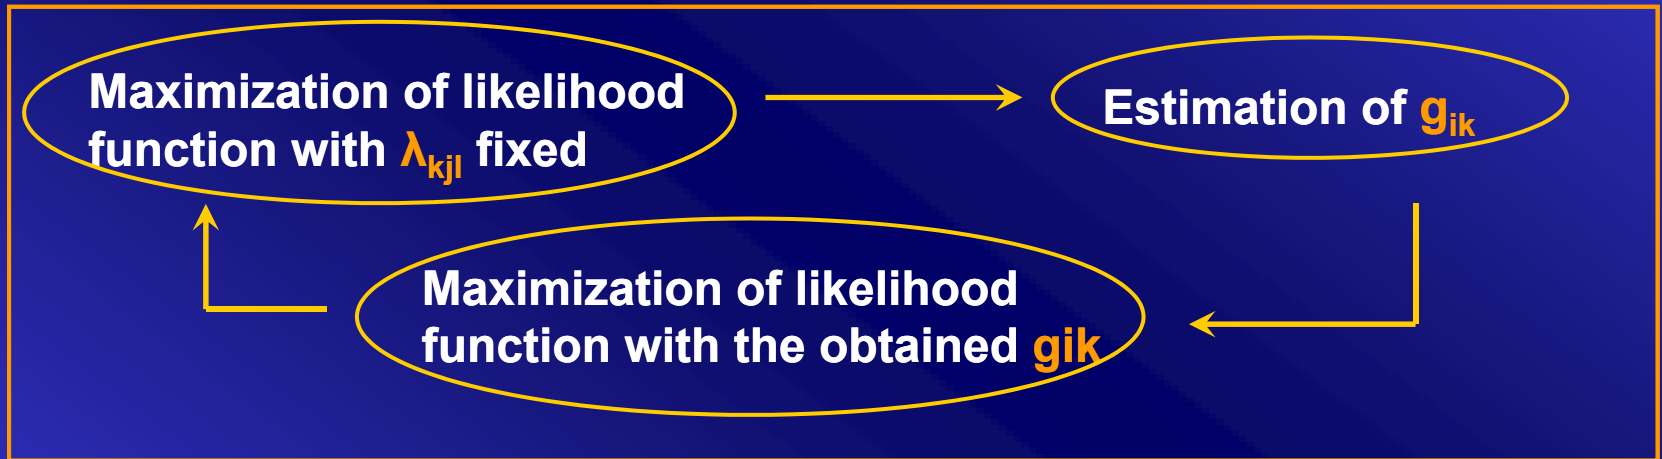 Maximization of likelihood
function with λkjl fixed
Estimation of gik
Maximization of likelihood
function with the obtained gik